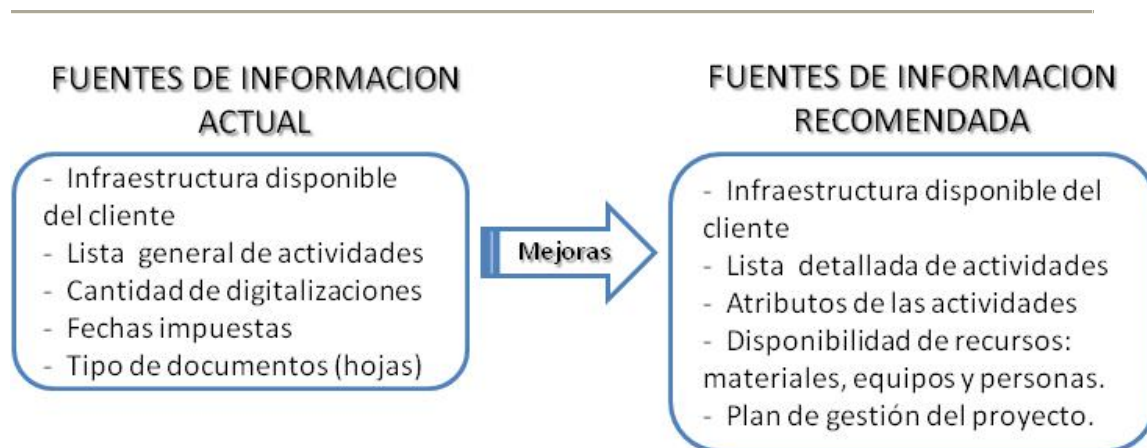 FUENTES DE INFORMACION
ACTUAL
- Infraestructura disponible
del cliente
- Lista general de actividades
- Cantidad de digitalizaciones
- Fechas impuestas
- Tipo de documentos (hojas)
Mejoras
FUENTES DE INFORMACION
RECOMENDADA
- Infraestructura disponible del
cliente
- Lista detallada de actividades
- Atributos de las actividades
- Disponibilidad de recursos:
materiales, equipos y personas.
- Plan de gestión del proyecto.